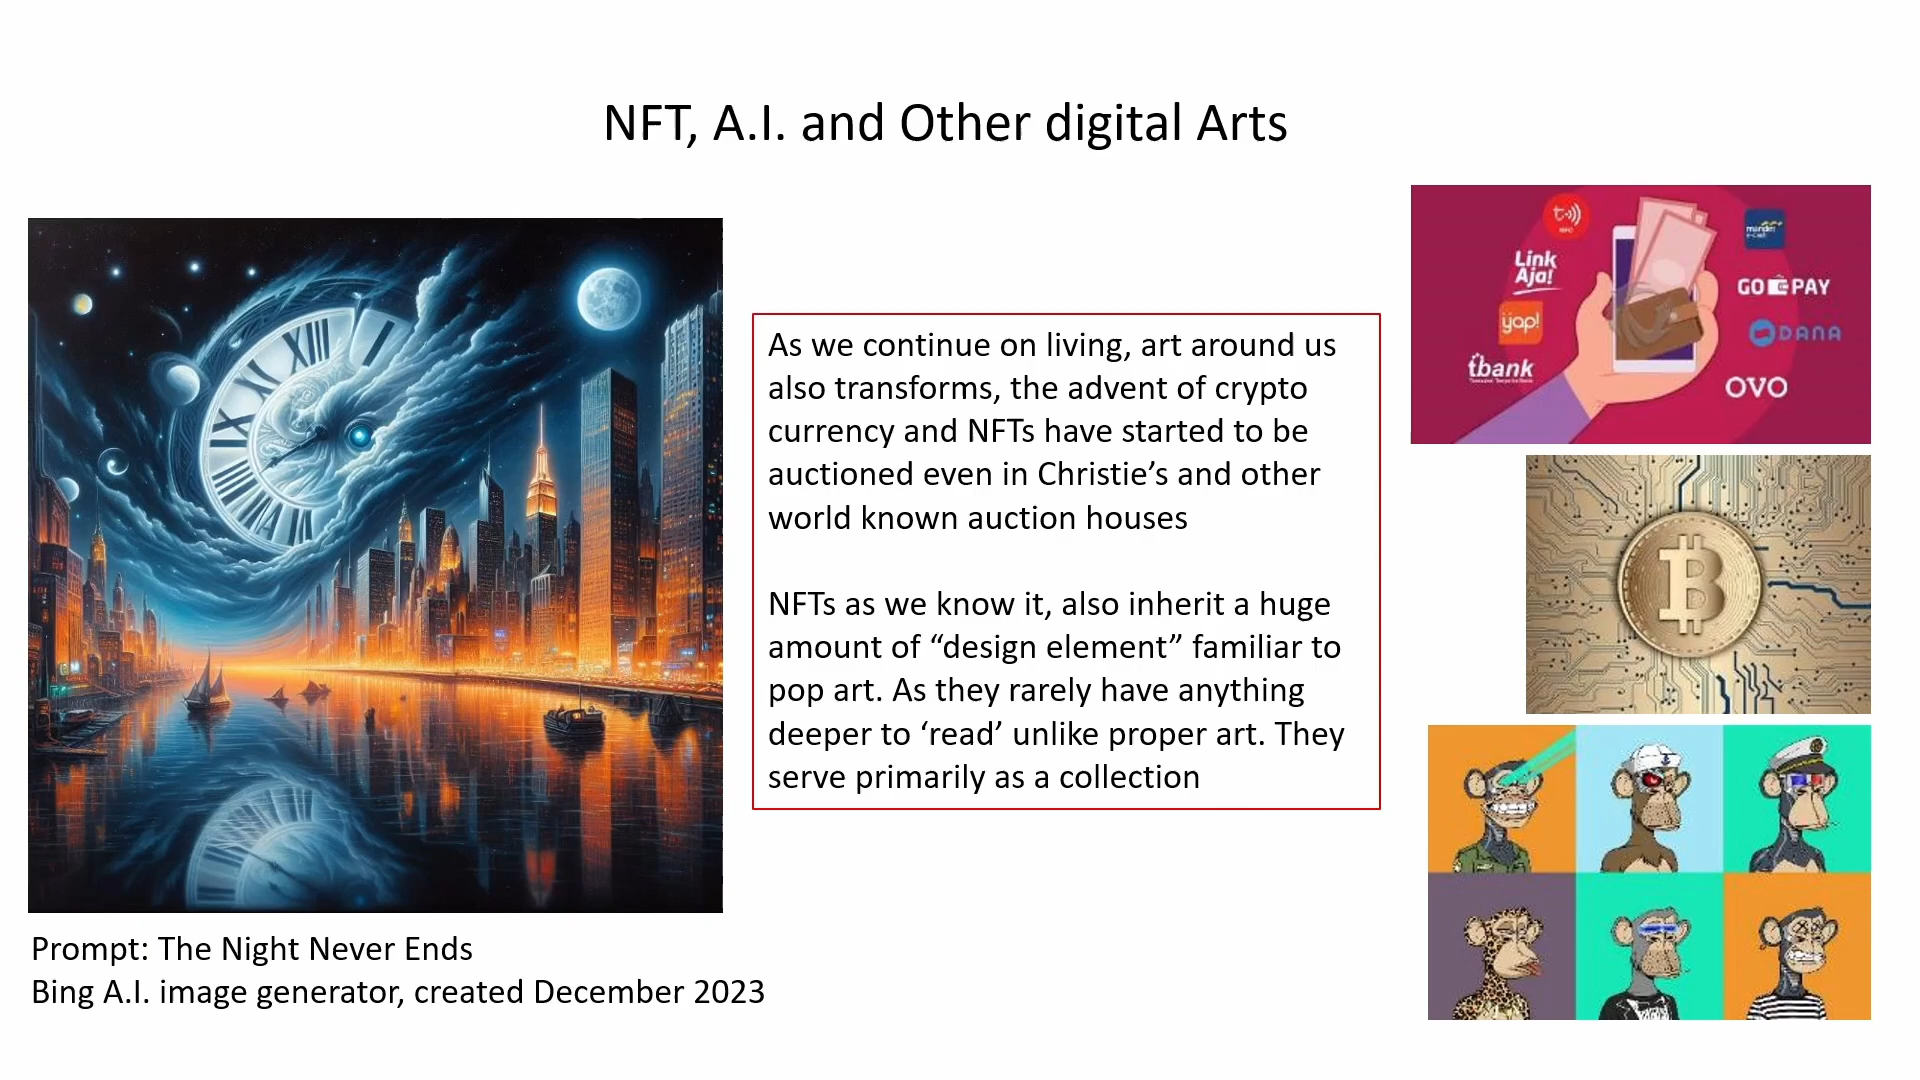 NFT, A.I. and Other digital Arts
As we continue on living, art around us
also transforms, the advent of crypto
currency and NFTs have started to be
auctioned even in Christie’s and other
world known auction houses
NFTs as we know it, also inherit a huge
amount of “design element” familiar to
pop art. As they rarely have anything
deeper to ‘read’ unlike proper art. They
serve primarily as a collection
Prompt: The Night Never Ends
Bing A.I. image generator, created December 2023
Link
Aja!
yap!
tbank
mandiri
e-cash
GO PAY
DANA
OVO